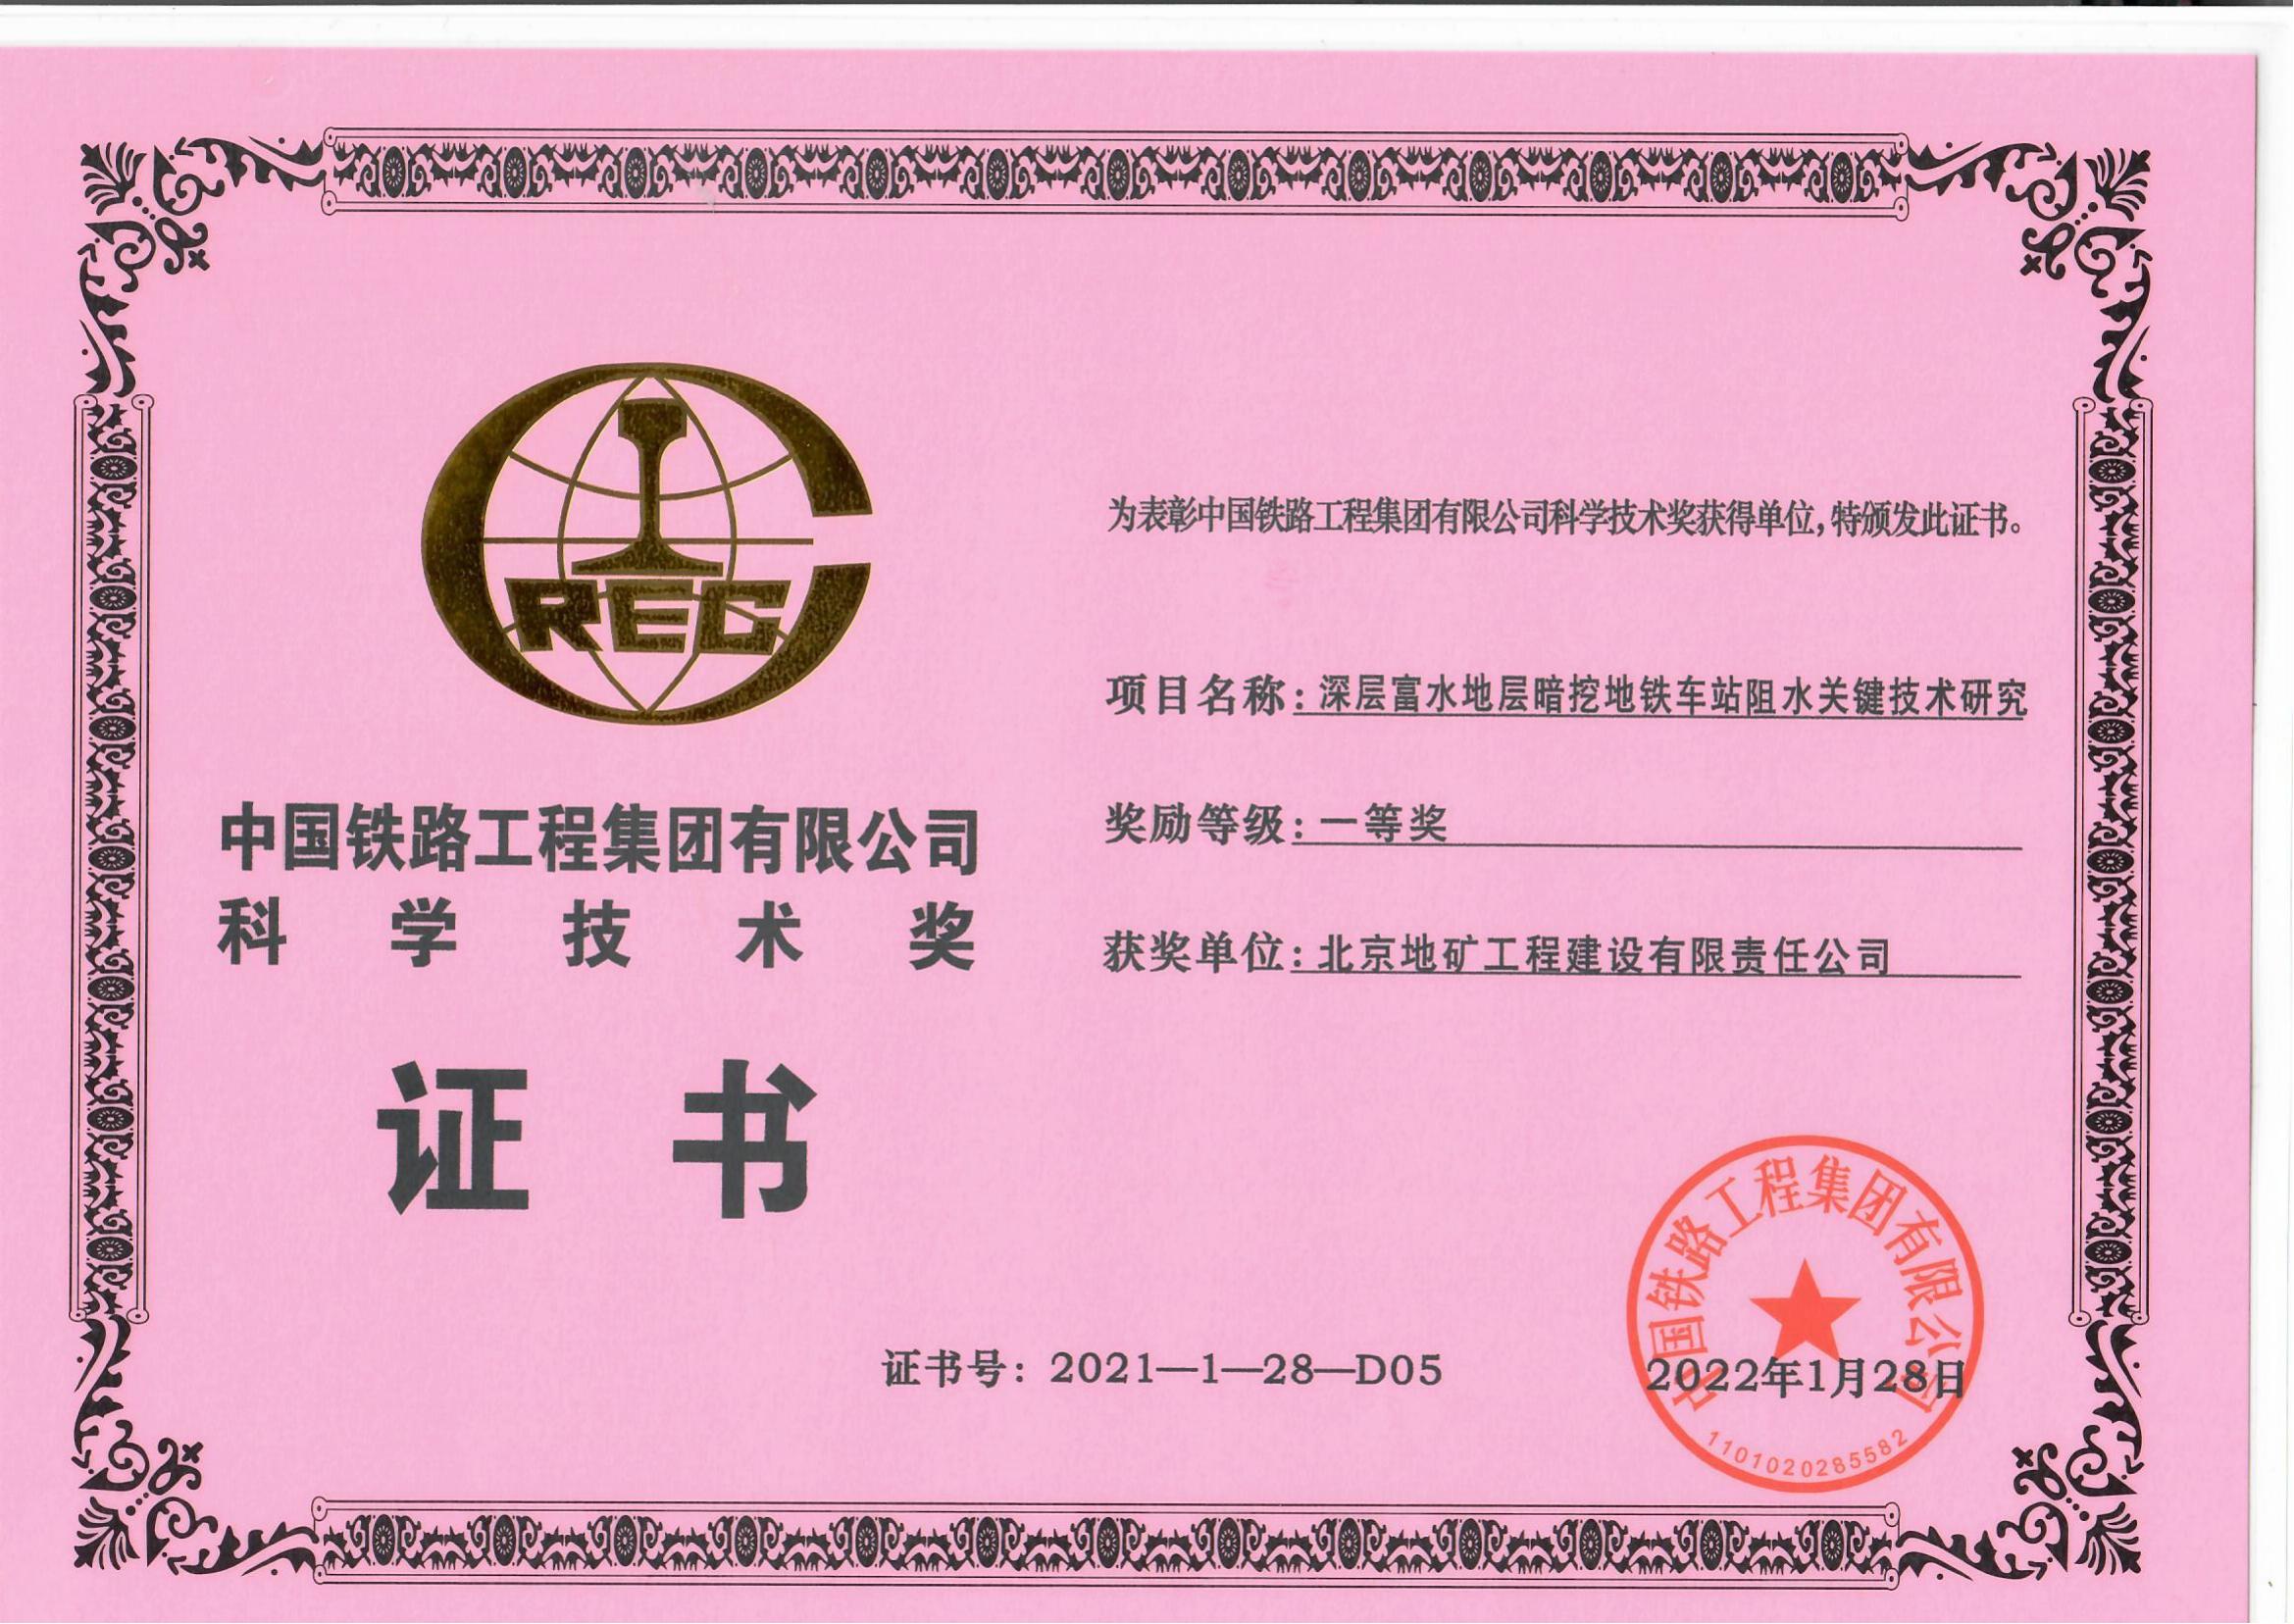 CREC
中国铁路工程集团有限公司
科学技术奖
证书
为表彰中国铁路工程集团有限公司科学技术奖获得单位,特颁发此证书。
项目名称:深层富水地层暗挖地铁车站阻水关键技术研究
奖励等级:一等奖
获奖单位:北京地矿工程建设有限责任公司
证书号:2021—1—28—D05
中国铁路工程集团有限公司
2022年1月28日
1101020285582